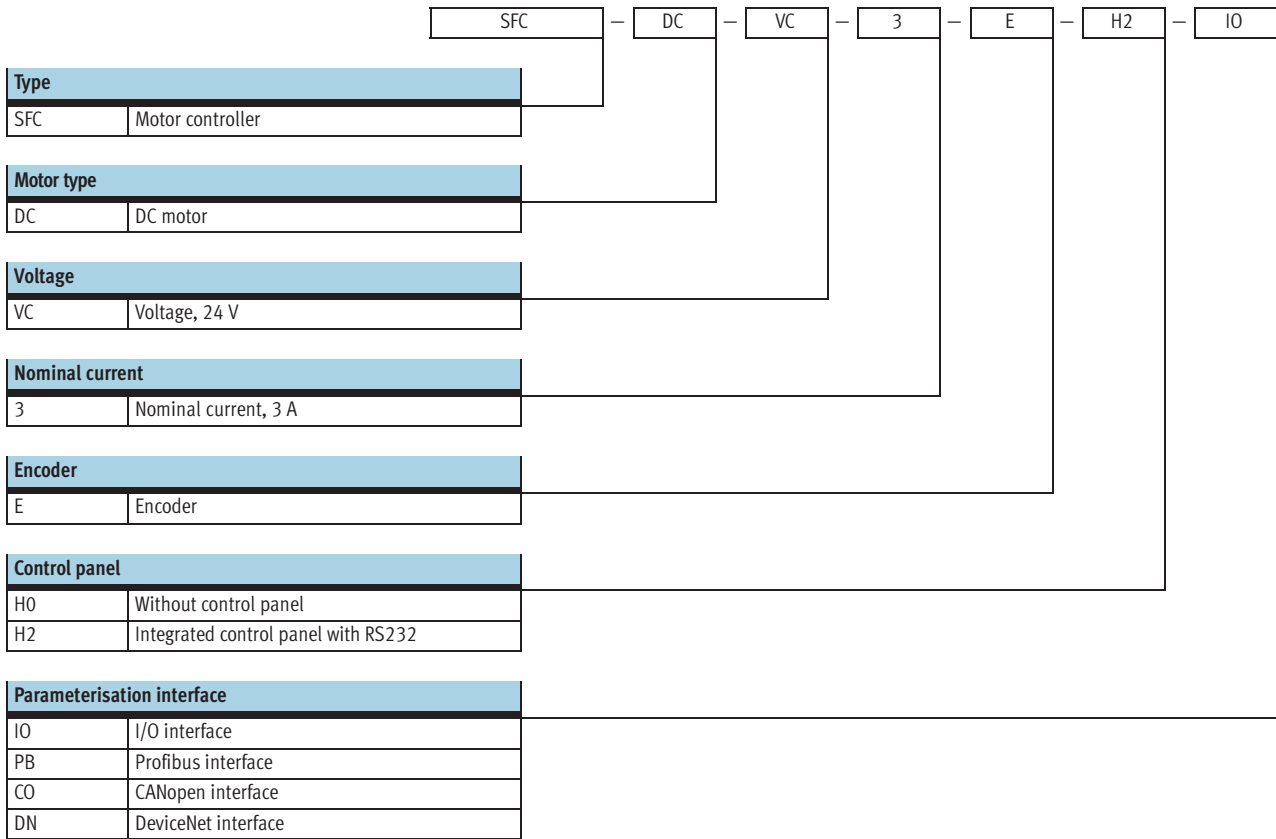 SFC – DC – VC – 3 – E – H2 – IO
Type
SFC Motor controller
Motor type
DC DC motor
Voltage
VC Voltage, 24 V
Nominal current
3 Nominal current, 3 A
Encoder
E Encoder
Control panel
H0 Without control panel
H2 Integrated control panel with RS232
Parameterisation interface
IO I/O interface
PB Profibus interface
CO CANopen interface
DN DeviceNet interface